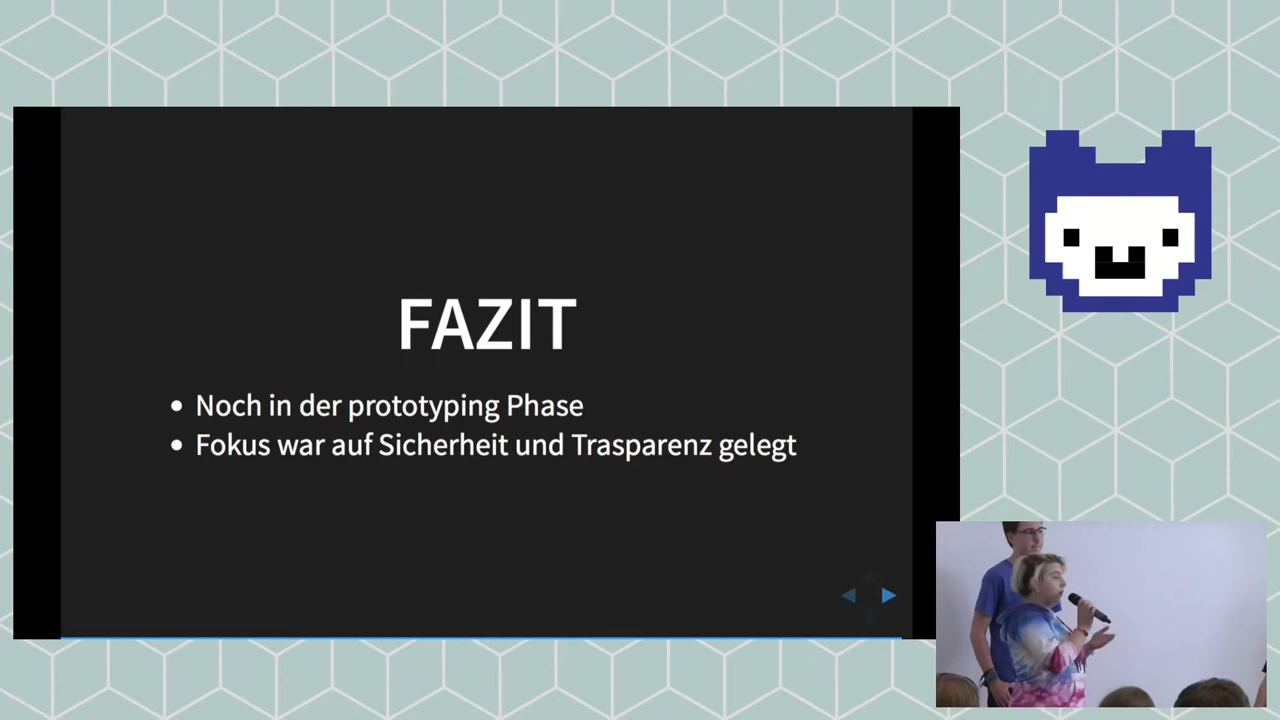 FAZIT
Noch in der prototyping Phase
Fokus war auf Sicherheit und Trasparenz gelegt